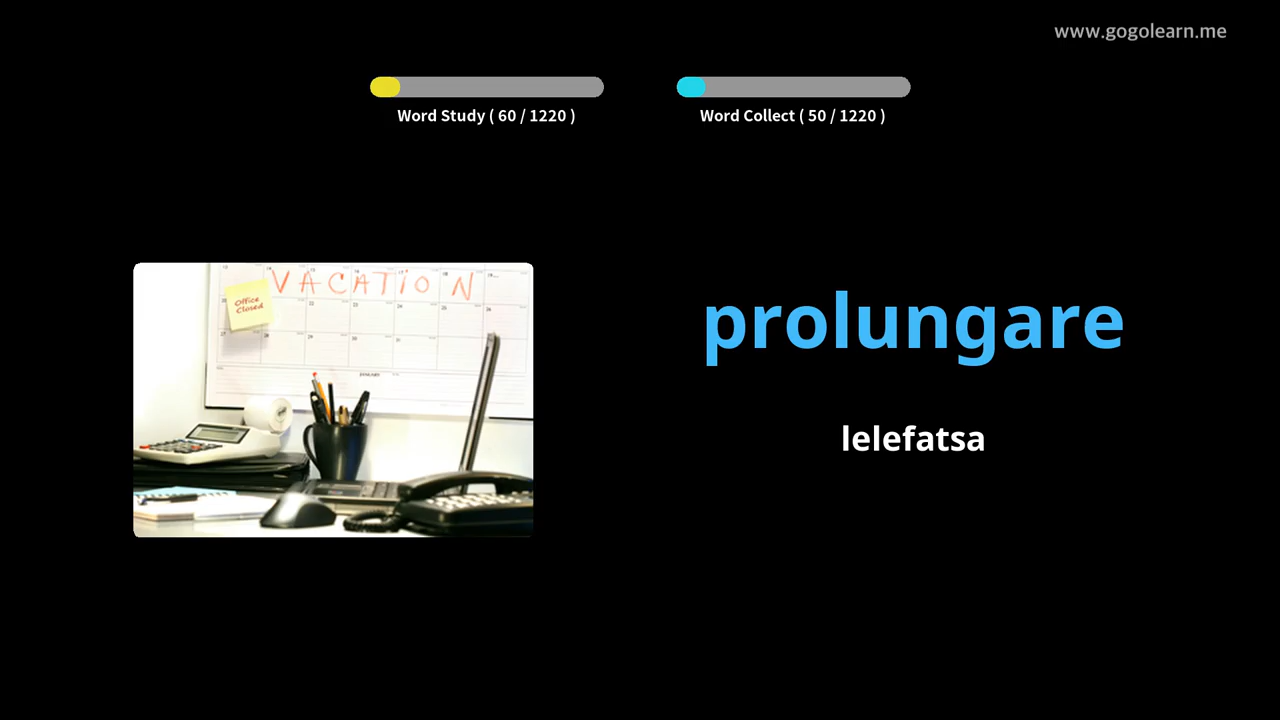 www.gogolearn.me
Word Study ( 60 / 1220 )
Word Collect ( 50 / 1220 )
VACATION
Office
Closed
prolungare
lelefatsa